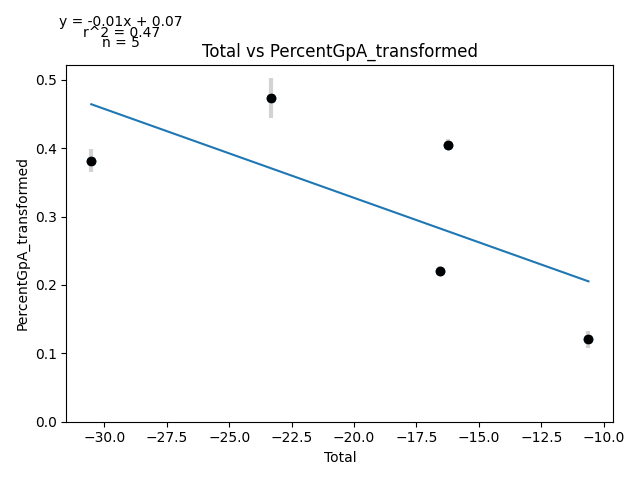 y = -0.01x + 0.07
r^2 = 0.47
n = 5
Total vs PercentGpA_transformed
PercentGpA_transformed
0.5
0.4
0.3
0.2
0.1
0.0
−30.0 −27.5 −25.0 −22.5 −20.0 −17.5 −15.0 −12.5 −10.0
Total